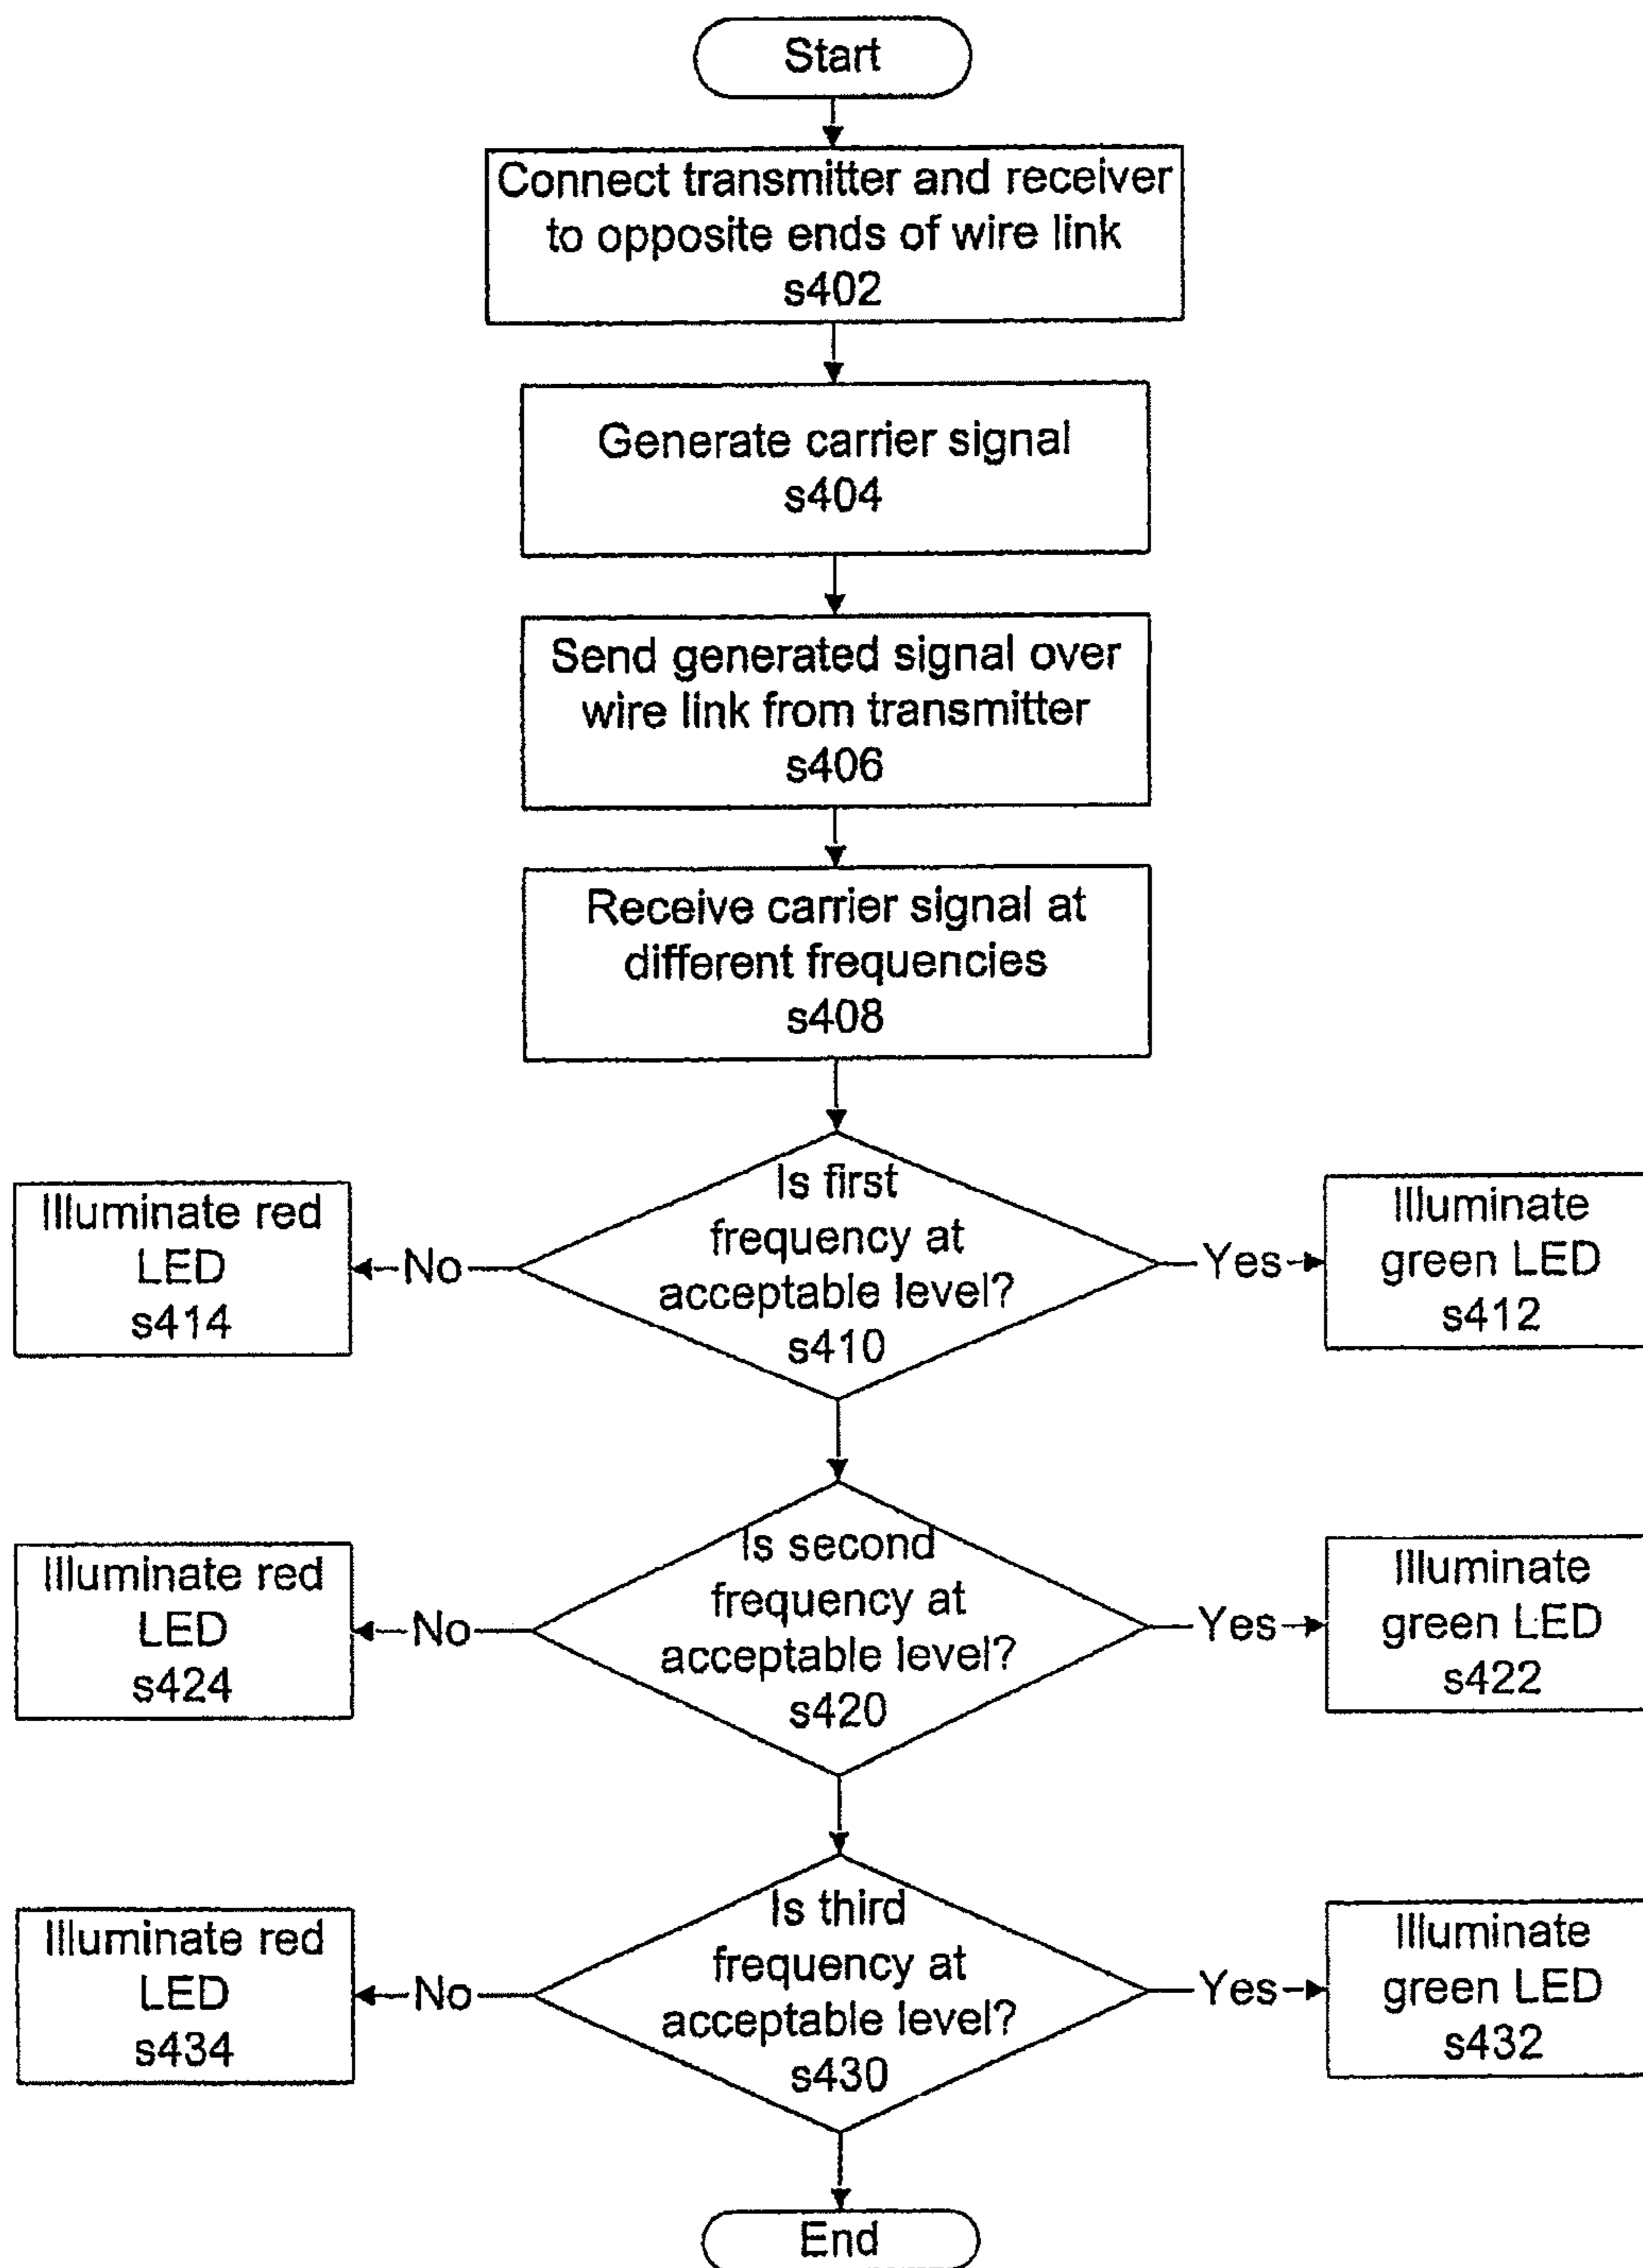 Start
Connect transmitter and receiver
to opposite ends of wire link
s402
Generate carrier signal
s404
Send generated signal over
wire link from transmitter
s406
Receive carrier signal at
different frequencies
s408
Is first
frequency at
acceptable level?
s410
No
Illuminate red
LED
s414
Yes
Illuminate
green LED
s412
Is second
frequency at
acceptable level?
s420
No
Illuminate red
LED
s424
Yes
Illuminate
green LED
s422
Is third
frequency at
acceptable level?
s430
No
Illuminate red
LED
s434
Yes
Illuminate
green LED
s432
End